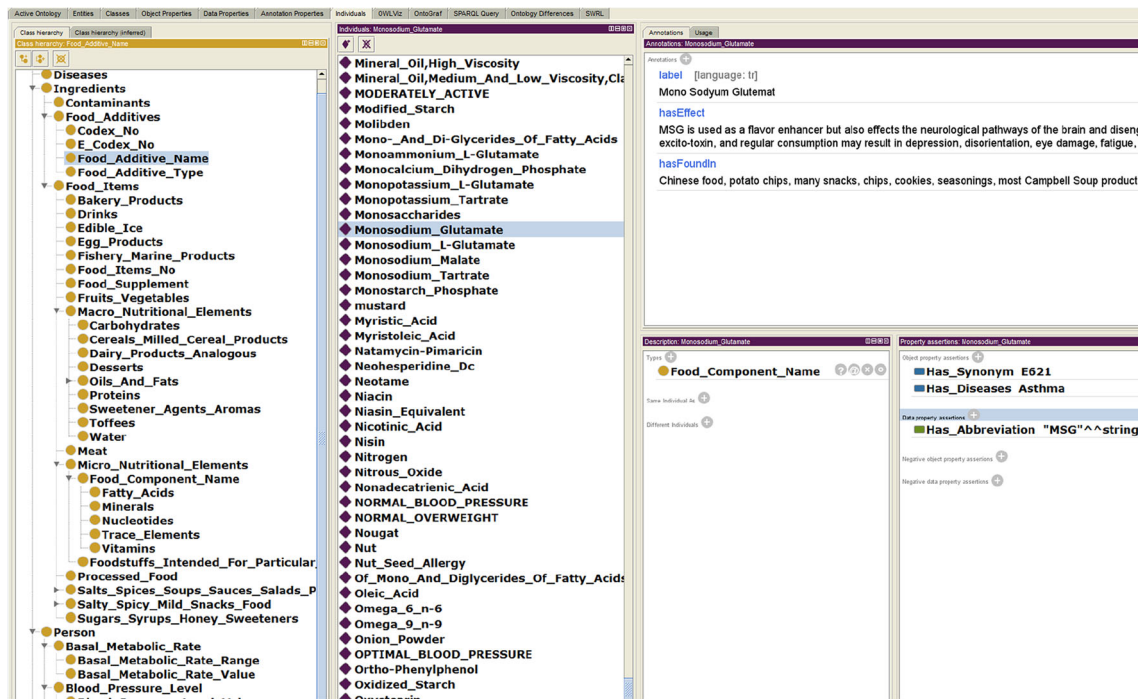 Active Ontology Entities Classes Object Properties Data Properties Annotation Properties Individuals OWLViz OntoGraf SPARQL Query Ontology Differences SWRL
Class hierarchy Class hierarchy (inferred)
Class hierarchy: Food_Additive_Name
Diseases
Ingredients
Contaminants
Food_Additives
Codex_No
E_Codex_No
Food_Additive_Name
Food_Additive_Type
Food_Items
Bakery_Products
Drinks
Edible_Ice
Egg_Products
Fishery_Marine_Products
Food_Items_No
Food_Supplement
Fruits_Vegetables
Macro_Nutritional_Elements
Carbohydrates
Cereals_Milled_Cereal_Products
Dairy_Products_Analogous
Desserts
Oils_And_Fats
Proteins
Sweetener_Agents_Aromas
Toffees
Water
Meat
Micro_Nutritional_Elements
Food_Component_Name
Fatty_Acids
Minerals
Nucleotides
Trace_Elements
Vitamins
Foodstuffs_Intended_For_Particular_
Processed_Food
Salts_Spices_Soups_Sauces_Salads_P
Salty_Spicy_Mild_Snacks_Food
Sugars_Syrups_Honey_Sweeteners
Person
Basal_Metabolic_Rate
Basal_Metabolic_Rate_Range
Basal_Metabolic_Rate_Value
Blood_Pressure_Level
Individuals: Monosodium_Glutamate
Mineral_Oil,High_Viscosity
Mineral_Oil,Medium_And_Low_Viscosity,Cla
MODERATELY_ACTIVE
Modified_Starch
Molibden
Mono-_And_Di-Glycerides_Of_Fatty_Acids
Monoammonium_L-Glutamate
Monocalcium_Dihydrogen_Phosphate
Monopotassium_L-Glutamate
Monopotassium_Tartrate
Monosaccharides
Monosodium_Glutamate
Monosodium_L-Glutamate
Monosodium_Malate
Monosodium_Tartrate
Monostarch_Phosphate
mustard
Myristic_Acid
Myristoleic_Acid
Natamycin-Pimaricin
Neohesperidine_Dc
Neotame
Niacin
Niasin_Equivalent
Nicotinic_Acid
Nisin
Nitrogen
Nitrous_Oxide
Nonadecatrienic_Acid
NORMAL_BLOOD_PRESSURE
NORMAL_OVERWEIGHT
Nougat
Nut
Nut_Seed_Allergy
Of_Mono_And_Diglycerides_Of_Fatty_Acids
Oleic_Acid
Omega_6_n-6
Omega_9_n-9
Onion_Powder
OPTIMAL_BLOOD_PRESSURE
Ortho-Phenylphenol
Oxidized_Starch
Annotations Usage
Annotations: Monosodium_Glutamate
Annotations
label [language: tr]
Mono Sodyum Glutemat
hasEffect
MSG is used as a flavor enhancer but also effects the neurological pathways of the brain and diseng
excito-toxin, and regular consumption may result in depression, disorientation, eye damage, fatigue,
hasFoundIn
Chinese food, potato chips, many snacks, chips, cookies, seasonings, most Campbell Soup product
Description: Monosodium_Glutamate
Types
Food_Component_Name
Same Individual As
Different Individuals
Property assertions: Monosodium_Glutamate
Object property assertions
Has_Synonym E621
Has_Diseases Asthma
Data property assertions
Has_Abbreviation "MSG"^^string
Negative object property assertions
Negative data property assertions